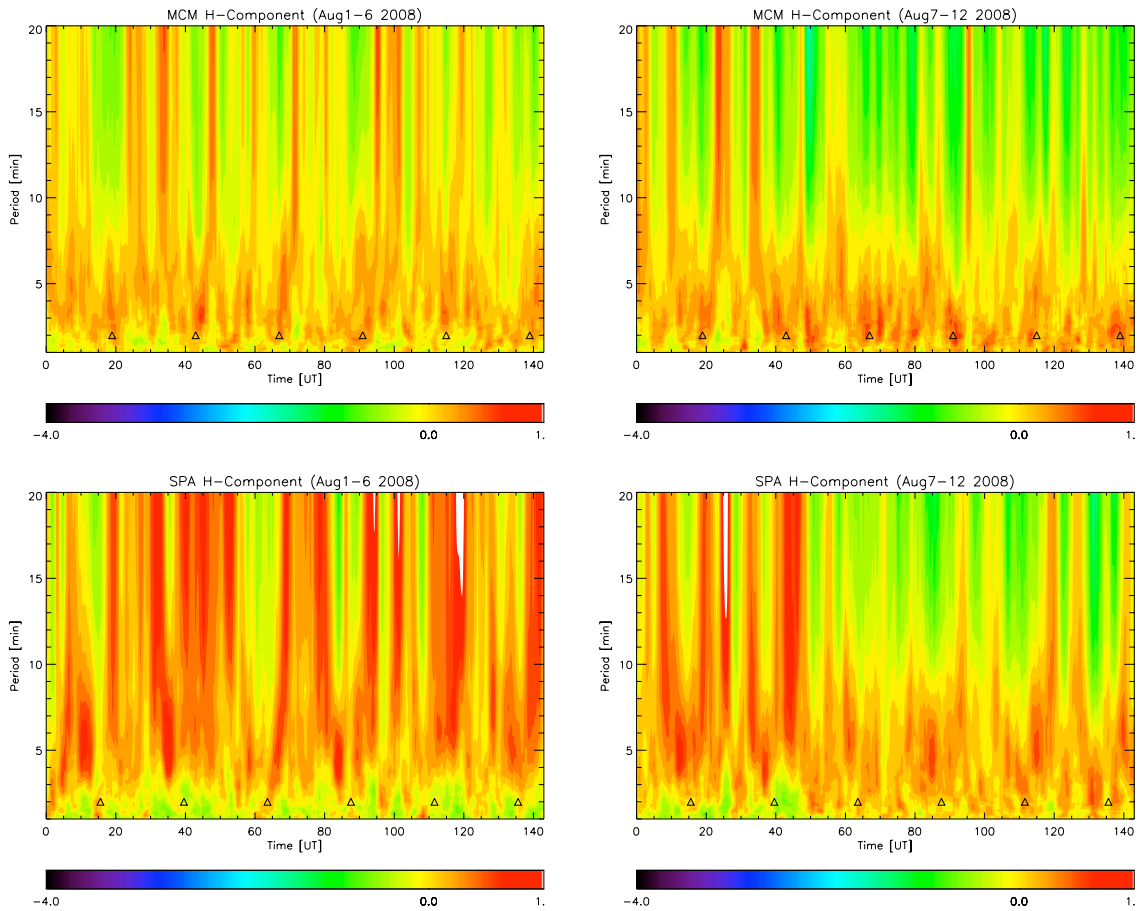 MCM H-Component (Aug1-6 2008)
20
15
10
5
Period [min]
0 20 40 60 80 100 120 140
Time [UT]
-4.0 0.0 1.
MCM H-Component (Aug7-12 2008)
20
15
10
5
Period [min]
0 20 40 60 80 100 120 140
Time [UT]
-4.0 0.0 1.
SPA H-Component (Aug1-6 2008)
20
15
10
5
Period [min]
0 20 40 60 80 100 120 140
Time [UT]
-4.0 0.0 1.
SPA H-Component (Aug7-12 2008)
20
15
10
5
Period [min]
0 20 40 60 80 100 120 140
Time [UT]
-4.0 0.0 1.